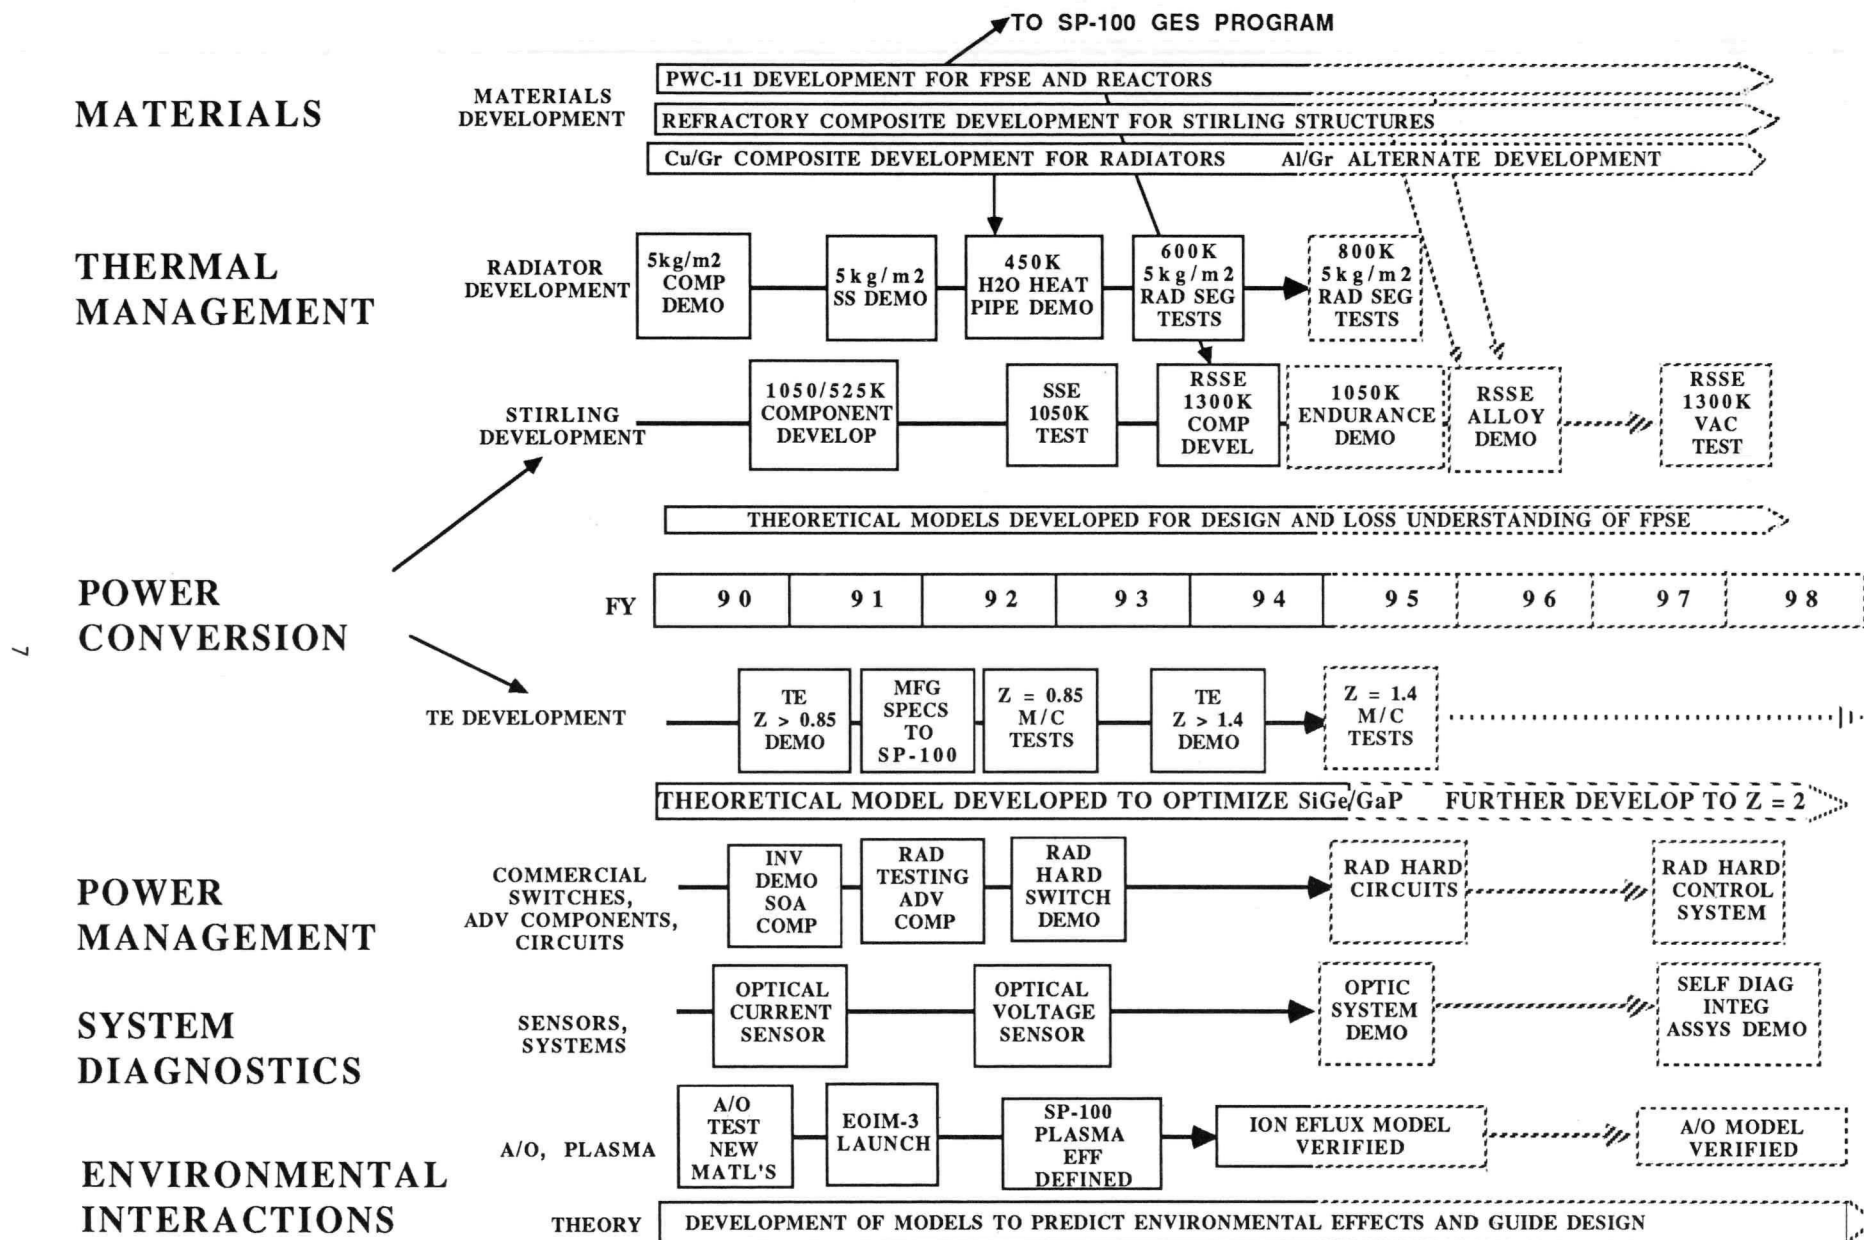 TO SP-100 GES PROGRAM
MATERIALS
MATERIALS
DEVELOPMENT
PWC-11 DEVELOPMENT FOR FPSE AND REACTORS
REFRACTORY COMPOSITE DEVELOPMENT FOR STIRLING STRUCTURES
Cu/Gr COMPOSITE DEVELOPMENT FOR RADIATORS
Al/Gr ALTERNATE DEVELOPMENT
THERMAL
MANAGEMENT
RADIATOR
DEVELOPMENT
5kg/m2
COMP
DEMO
5kg/m2
SS DEMO
450K
H2O HEAT
PIPE DEMO
600K
5kg/m2
RAD SEG
TESTS
800K
5kg/m2
RAD SEG
TESTS
STIRLING
DEVELOPMENT
1050/525K
COMPONENT
DEVELOP
SSE
1050K
TEST
RSSE
1300K
COMP
DEVEL
1050K
ENDURANCE
DEMO
RSSE
ALLOY
DEMO
RSSE
1300K
VAC
TEST
THEORETICAL MODELS DEVELOPED FOR DESIGN AND LOSS UNDERSTANDING OF FPSE
POWER
CONVERSION
FY
90
91
92
93
94
95
96
97
98
7
TE DEVELOPMENT
TE
Z > 0.85
DEMO
MFG
SPECS
TO
SP-100
Z = 0.85
M/C
TESTS
TE
Z > 1.4
DEMO
Z = 1.4
M/C
TESTS
THEORETICAL MODEL DEVELOPED TO OPTIMIZE SiGe/GaP
FURTHER DEVELOP TO Z = 2
POWER
MANAGEMENT
COMMERCIAL
SWITCHES,
ADV COMPONENTS,
CIRCUITS
INV
DEMO
SOA
COMP
RAD
TESTING
ADV
COMP
RAD
HARD
SWITCH
DEMO
RAD HARD
CIRCUITS
RAD HARD
CONTROL
SYSTEM
SYSTEM
DIAGNOSTICS
SENSORS,
SYSTEMS
OPTICAL
CURRENT
SENSOR
OPTICAL
VOLTAGE
SENSOR
OPTIC
SYSTEM
DEMO
SELF DIAG
INTEG
ASSYS DEMO
ENVIRONMENTAL
INTERACTIONS
A/O, PLASMA
A/O
TEST
NEW
MATL'S
EOIM-3
LAUNCH
SP-100
PLASMA
EFF
DEFINED
ION EFLUX MODEL
VERIFIED
A/O MODEL
VERIFIED
THEORY
DEVELOPMENT OF MODELS TO PREDICT ENVIRONMENTAL EFFECTS AND GUIDE DESIGN